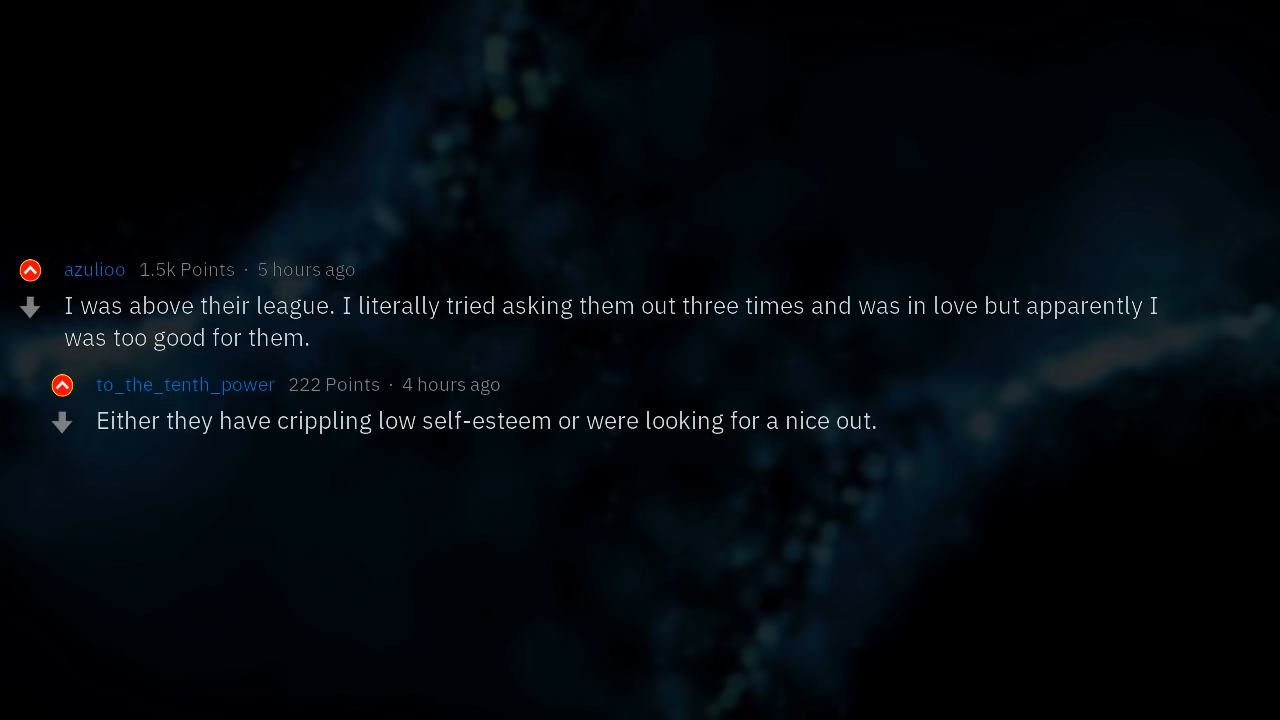 azulioo 1.5k Points · 5 hours ago
I was above their league. I literally tried asking them out three times and was in love but apparently I
was too good for them.
to_the_tenth_power 222 Points · 4 hours ago
Either they have crippling low self-esteem or were looking for a nice out.